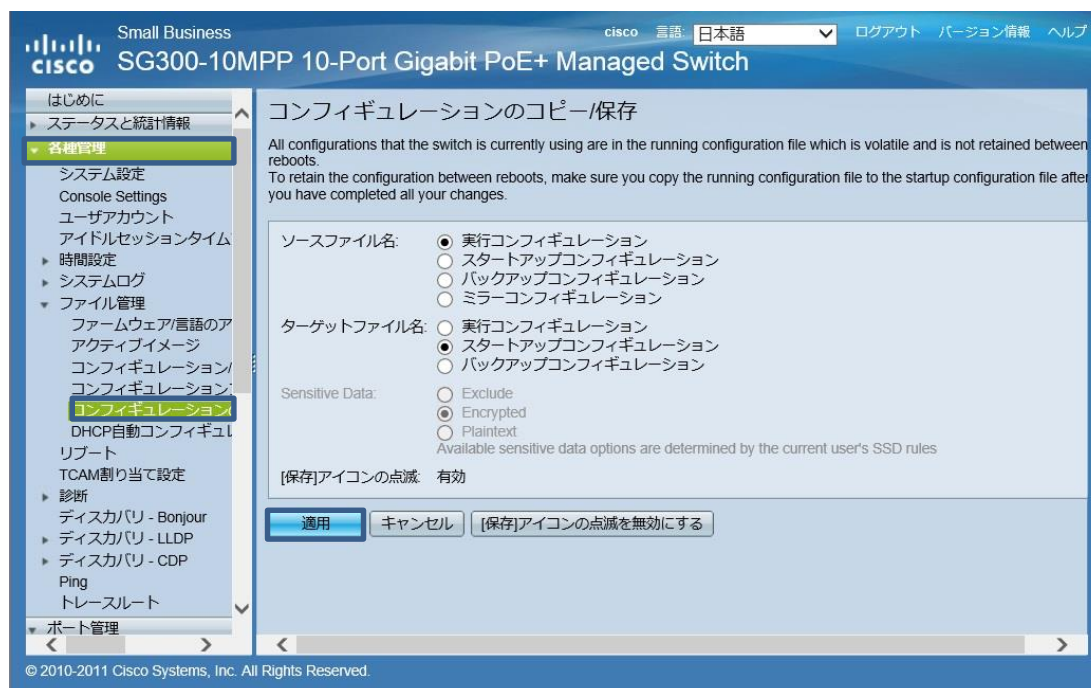 Small Business
cisco 言語 日本語 ログアウト バージョン情報 ヘルプ
CISCO SG300-10MPP 10-Port Gigabit PoE+ Managed Switch
はじめに
ステータスと統計情報
各種管理
システム設定
Console Settings
ユーザアカウント
アイドルセッションタイム
時間設定
システムログ
ファイル管理
ファームウェア/言語のア
アクティブイメージ
コンフィギュレーション/
コンフィギュレーション
コンフィギュレーション
DHCP自動コンフィギュレ
リブート
TCAM割り当て設定
診断
ディスカバリ - Bonjour
ディスカバリ - LLDP
ディスカバリ - CDP
Ping
トレースルート
ポート管理
コンフィギュレーションのコピー/保存
All configurations that the switch is currently using are in the running configuration file which is volatile and is not retained between
reboots.
To retain the configuration between reboots, make sure you copy the running configuration file to the startup configuration file after
you have completed all your changes.
ソースファイル名: 実行コンフィギュレーション
スタートアップコンフィギュレーション
バックアップコンフィギュレーション
ミラーコンフィギュレーション
ターゲットファイル名: 実行コンフィギュレーション
スタートアップコンフィギュレーション
バックアップコンフィギュレーション
Sensitive Data: Exclude
Encrypted
Plaintext
Available sensitive data options are determined by the current user's SSD rules
[保存]アイコンの点滅: 有効
適用 キャンセル [保存]アイコンの点滅を無効にする
© 2010-2011 Cisco Systems, Inc. All Rights Reserved.